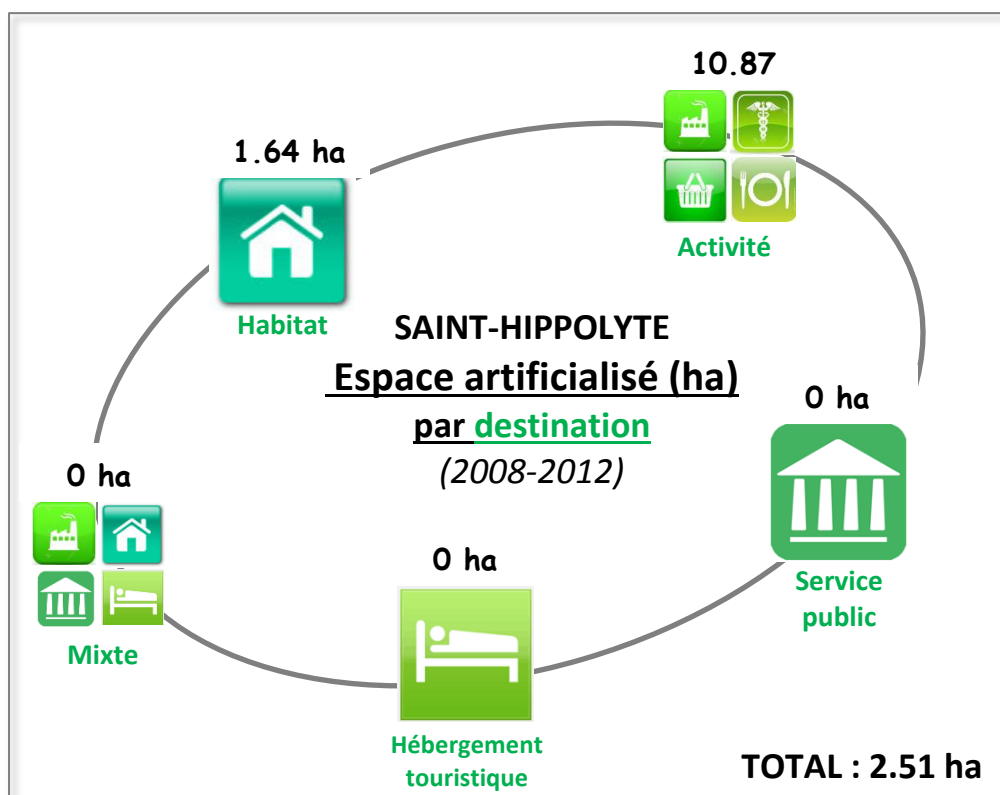 10.87
1.64 ha
Activité
Habitat
SAINT-HIPPOLYTE
Espace artificialisé (ha)
par destination
(2008-2012)
0 ha
0 ha
0 ha
Service
public
Mixte
Hébergement
touristique
TOTAL : 2.51 ha